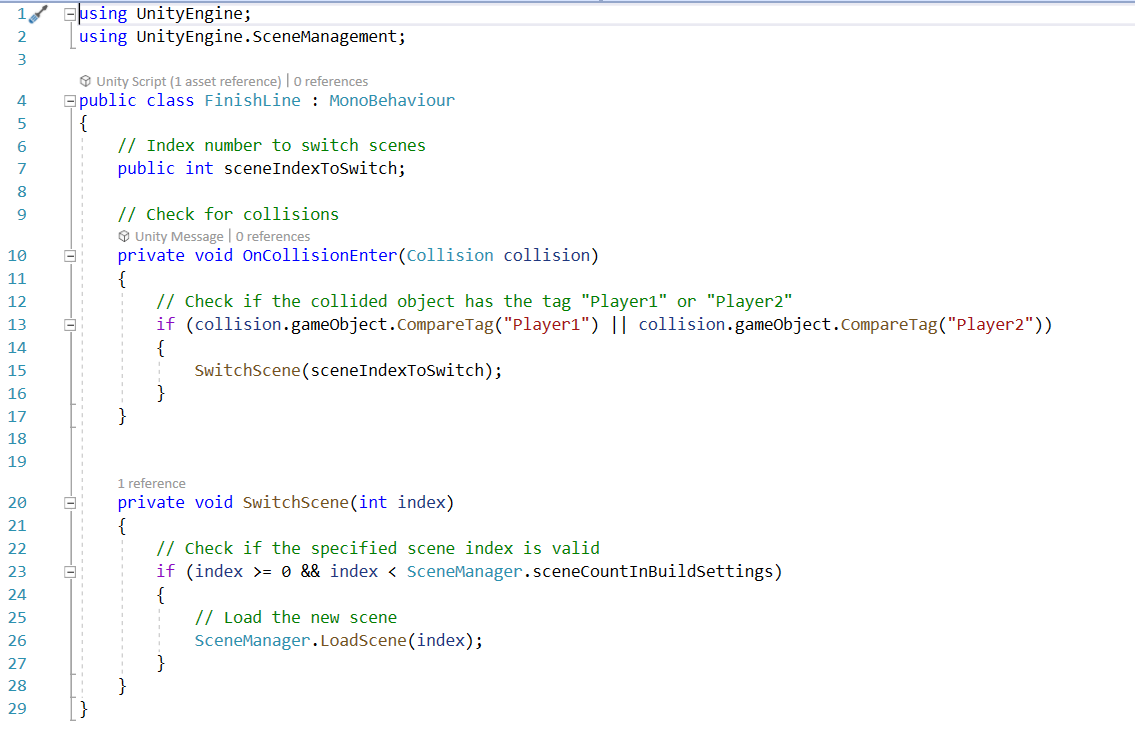 1 using UnityEngine;
2 using UnityEngine.SceneManagement;
3
Unity Script (1 asset reference) | 0 references
4 public class FinishLine : MonoBehaviour
5 {
6 // Index number to switch scenes
7 public int sceneIndexToSwitch;
8
9 // Check for collisions
Unity Message | 0 references
10 private void OnCollisionEnter(Collision collision)
11 {
12 // Check if the collided object has the tag "Player1" or "Player2"
13 if (collision.gameObject.CompareTag("Player1") || collision.gameObject.CompareTag("Player2"))
14 {
15 SwitchScene(sceneIndexToSwitch);
16 }
17 }
18
19
1 reference
20 private void SwitchScene(int index)
21 {
22 // Check if the specified scene index is valid
23 if (index >= 0 && index < SceneManager.sceneCountInBuildSettings)
24 {
25 // Load the new scene
26 SceneManager.LoadScene(index);
27 }
28 }
29 }